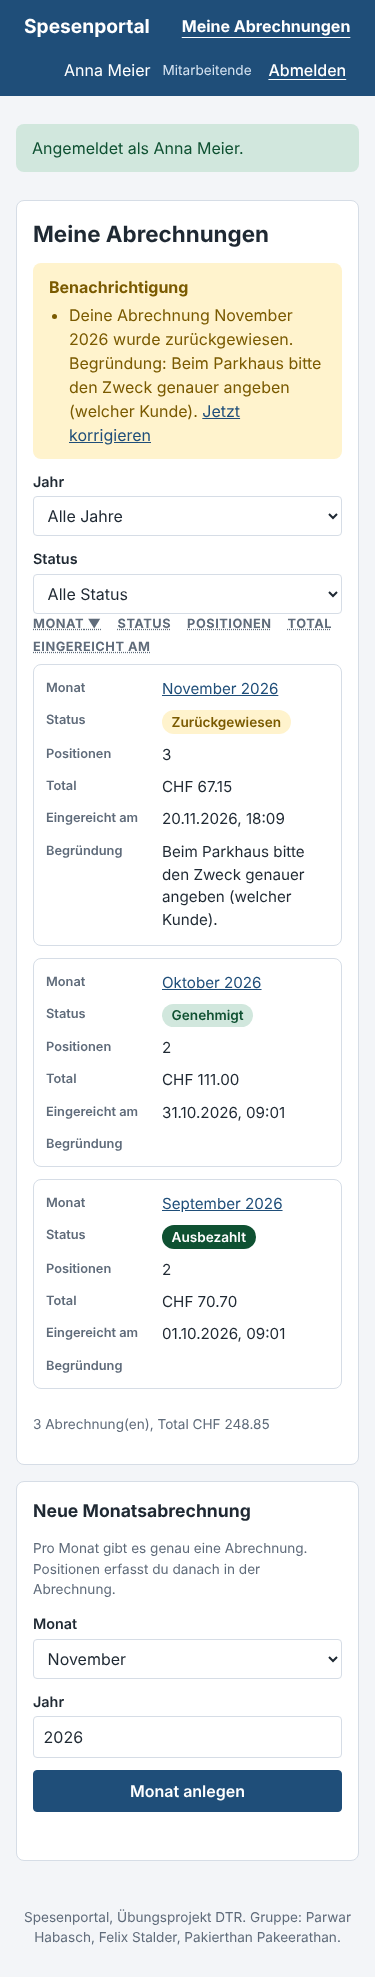 Spesenportal
Meine Abrechnungen
Anna Meier Mitarbeitende Abmelden
Angemeldet als Anna Meier.
Meine Abrechnungen
Benachrichtigung
• Deine Abrechnung November
2026 wurde zurückgewiesen.
Begründung: Beim Parkhaus bitte
den Zweck genauer angeben
(welcher Kunde). Jetzt
korrigieren
Jahr
Alle Jahre
Status
Alle Status
MONAT ▼ STATUS POSITIONEN TOTAL
EINGEREICHT AM
Monat November 2026
Status Zurückgewiesen
Positionen 3
Total CHF 67.15
Eingereicht am 20.11.2026, 18:09
Begründung Beim Parkhaus bitte
den Zweck genauer
angeben (welcher
Kunde).
Monat Oktober 2026
Status Genehmigt
Positionen 2
Total CHF 111.00
Eingereicht am 31.10.2026, 09:01
Begründung
Monat September 2026
Status Ausbezahlt
Positionen 2
Total CHF 70.70
Eingereicht am 01.10.2026, 09:01
Begründung
3 Abrechnung(en), Total CHF 248.85
Neue Monatsabrechnung
Pro Monat gibt es genau eine Abrechnung.
Positionen erfasst du danach in der
Abrechnung.
Monat
November
Jahr
2026
Monat anlegen
Spesenportal, Übungsprojekt DTR. Gruppe: Parwar
Habasch, Felix Stalder, Pakierthan Pakeerathan.